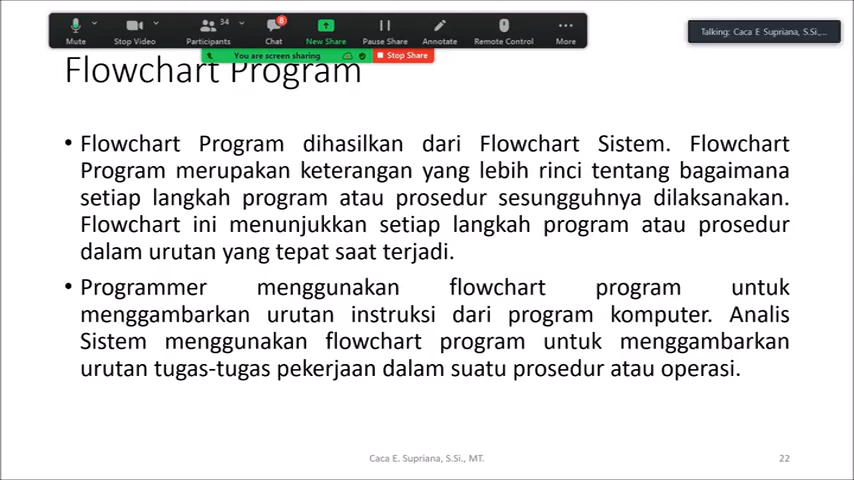 34
8
Mute
Stop Video
Participants
Chat
New Share
Pause Share
Annotate
Remote Control
More
Talking: Caca E Supriana, S.Si.,...
You are screen sharing
Stop Share
Flowchart Program
• Flowchart Program dihasilkan dari Flowchart Sistem. Flowchart
Program merupakan keterangan yang lebih rinci tentang bagaimana
setiap langkah program atau prosedur sesungguhnya dilaksanakan.
Flowchart ini menunjukkan setiap langkah program atau prosedur
dalam urutan yang tepat saat terjadi.
• Programmer menggunakan flowchart program untuk
menggambarkan urutan instruksi dari program komputer. Analis
Sistem menggunakan flowchart program untuk menggambarkan
urutan tugas-tugas pekerjaan dalam suatu prosedur atau operasi.
Caca E. Supriana, S.Si., MT.
22